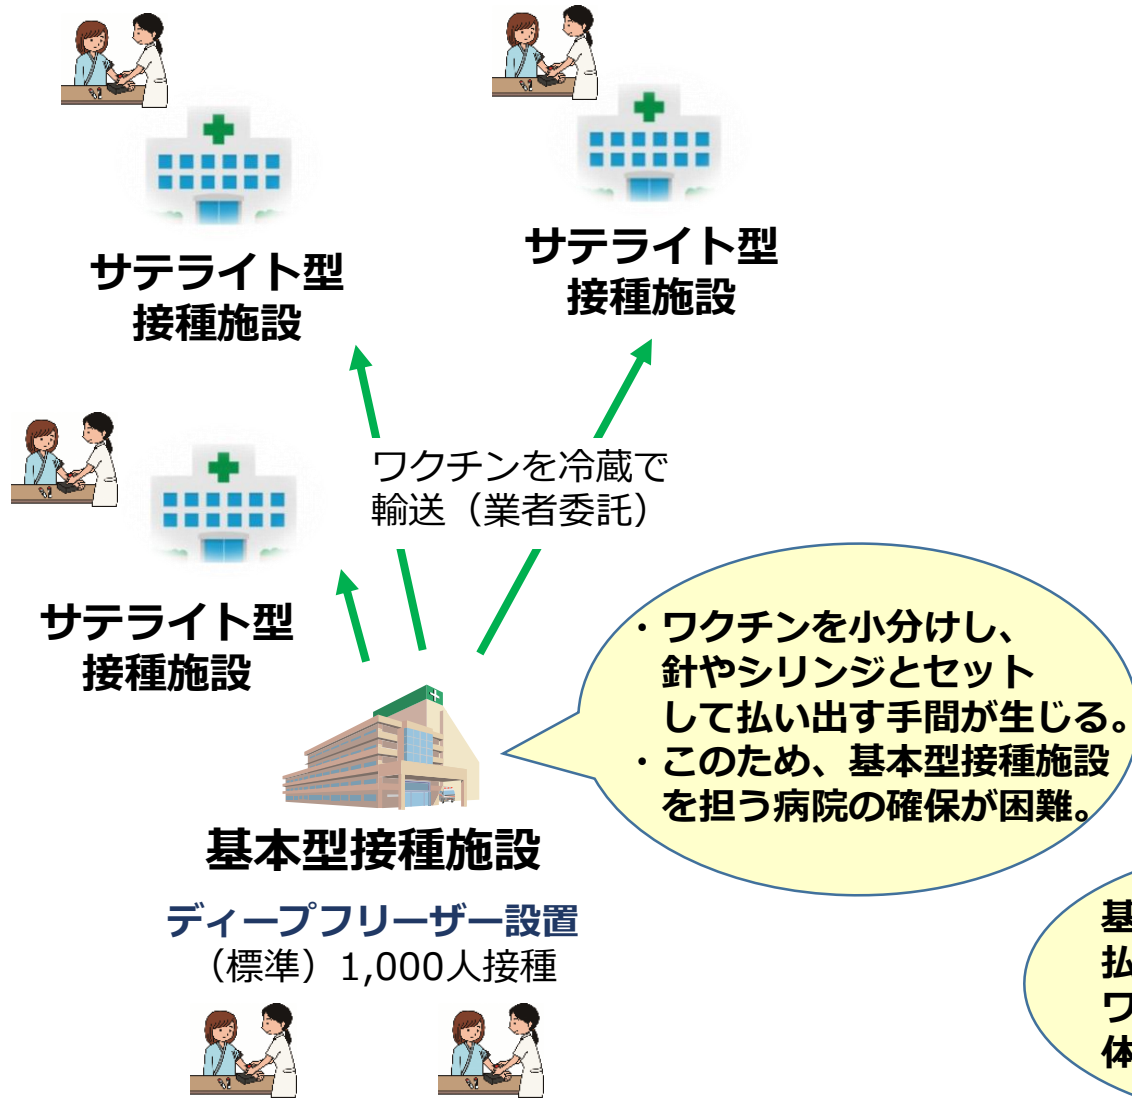 サテライト型
接種施設
サテライト型
接種施設
ワクチンを冷蔵で
輸送（業者委託）
サテライト型
接種施設
・ワクチンを小分けし、
針やシリンジとセット
して払い出す手間が生じる。
・このため、基本型接種施設
を担う病院の確保が困難。
基本型接種施設
ディープフリーザー設置
（標準）1,000人接種
基
払
ワ
体